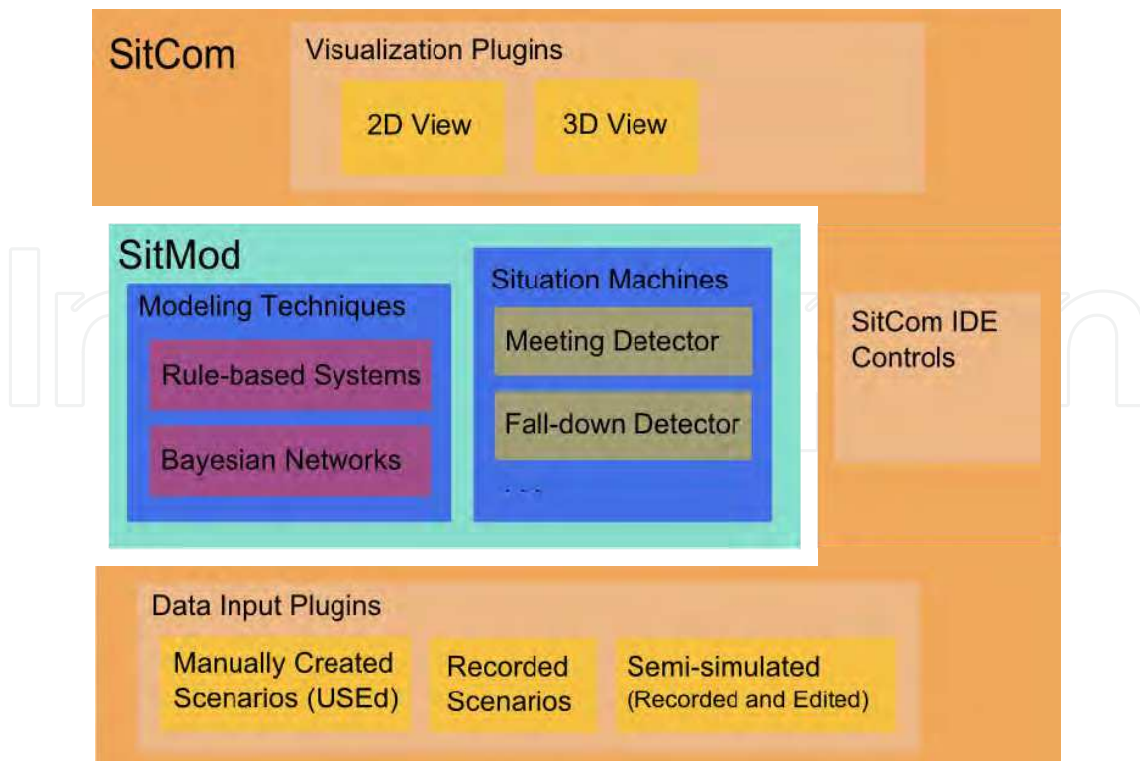 SitCom
Visualization Plugins
2D View
3D View
SitMod
Modeling Techniques
Rule-based Systems
Bayesian Networks
Situation Machines
Meeting Detector
Fall-down Detector
. . .
SitCom IDE
Controls
Data Input Plugins
Manually Created
Scenarios (USEd)
Recorded
Scenarios
Semi-simulated
(Recorded and Edited)